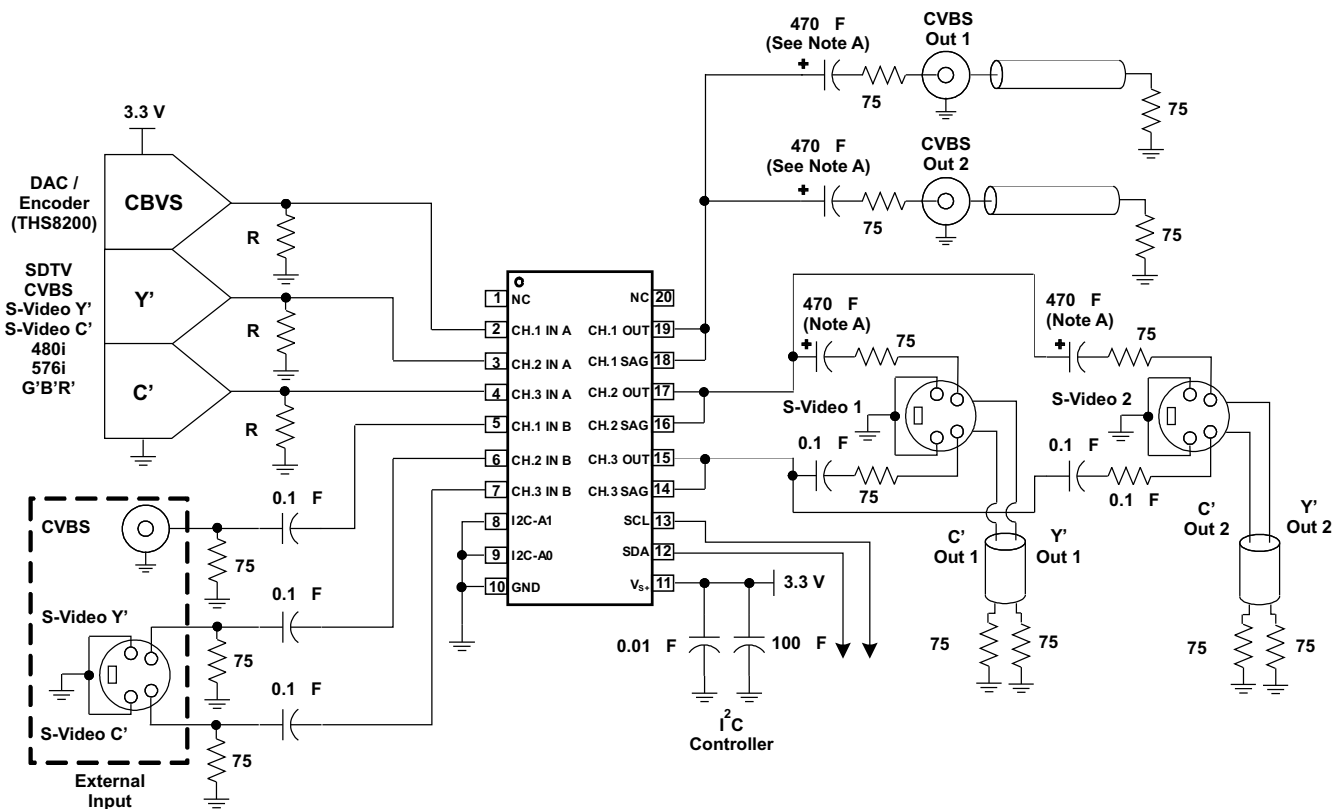 3.3 V
DAC /
Encoder
(THS8200)
SDTV
CVBS
S-Video Y'
S-Video C'
480i
576i
G'B'R'
CBVS
Y'
C'
R
R
R
CVBS
S-Video Y'
S-Video C'
External
Input
0.1 F
75
0.1 F
75
0.1 F
75
1 NC
2 CH.1 IN A
3 CH.2 IN A
4 CH.3 IN A
5 CH.1 IN B
6 CH.2 IN B
7 CH.3 IN B
8 I2C-A1
9 I2C-A0
10 GND
NC 20
CH.1 OUT 19
CH.1 SAG 18
CH.2 OUT 17
CH.2 SAG 16
CH.3 OUT 15
CH.3 SAG 14
SCL 13
SDA 12
VS+ 11
470 F
(See Note A)
+
75
CVBS
Out 1
75
470 F
(See Note A)
+
75
CVBS
Out 2
75
470 F
(Note A)
+
75
S-Video 1
0.1 F
75
470 F
(Note A)
+
75
S-Video 2
0.1 F
0.1 F
C'
Out 1
Y'
Out 1
75
75
C'
Out 2
Y'
Out 2
75
75
3.3 V
0.01 F
100 F
I2C
Controller